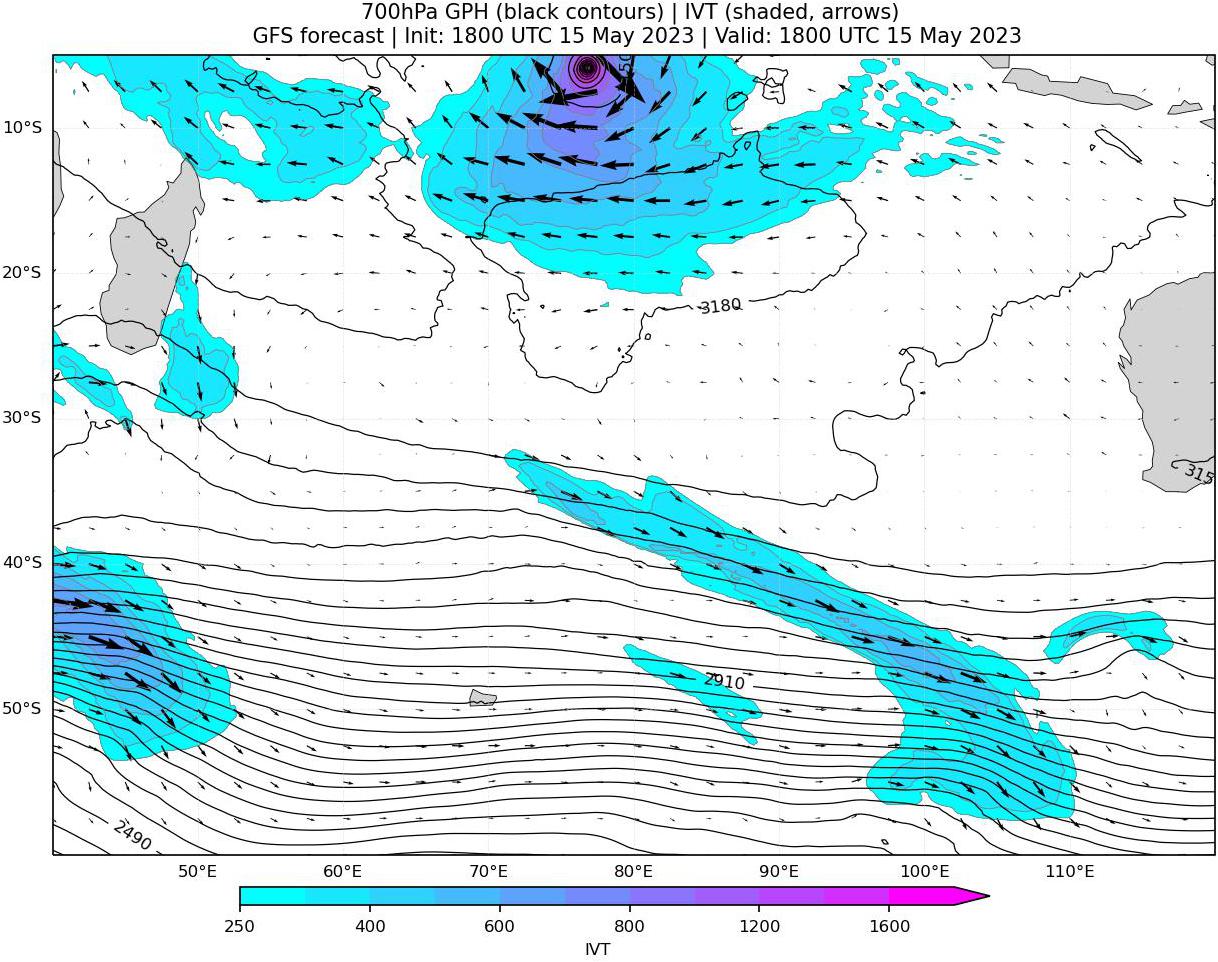 700hPa GPH (black contours) | IVT (shaded, arrows)
GFS forecast | Init: 1800 UTC 15 May 2023 | Valid: 1800 UTC 15 May 2023
10°S
20°S
3180
30°S
315
40°S
2910
50°S
2490
50°E 60°E 70°E 80°E 90°E 100°E 110°E
250 400 600 800 1200 1600
IVT